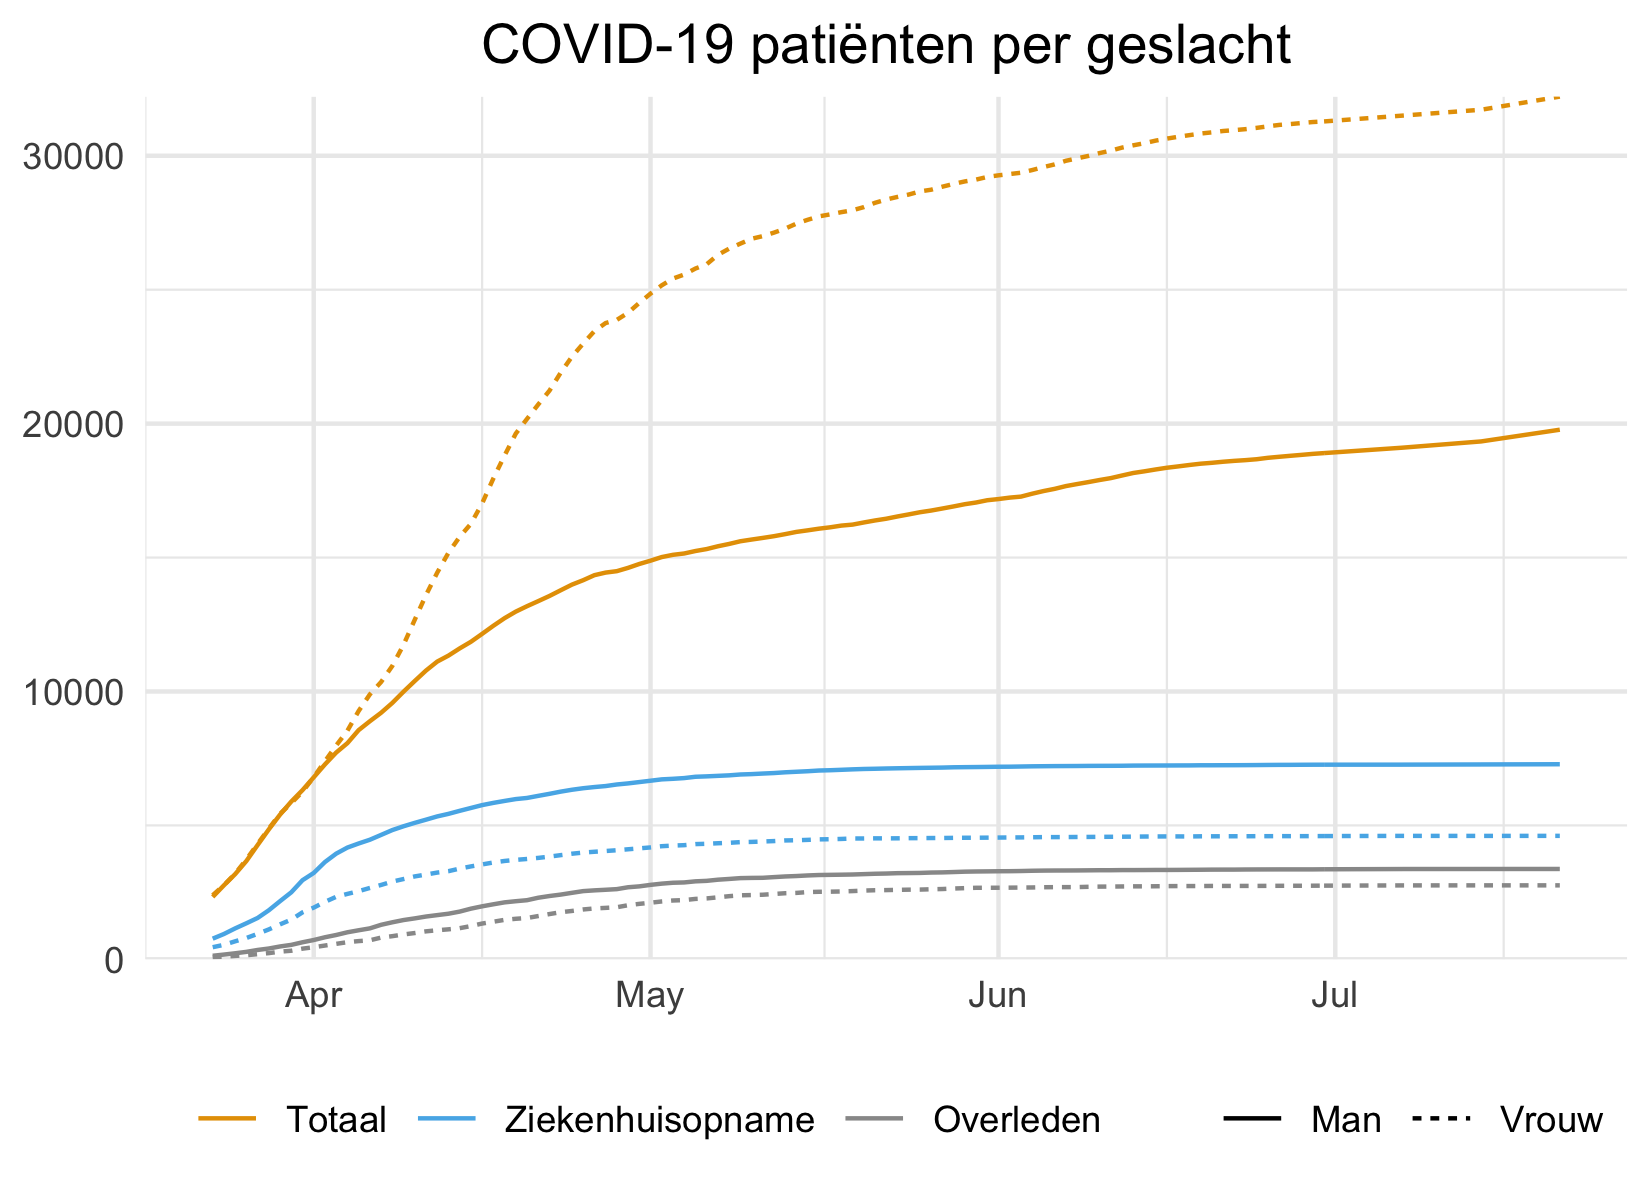 COVID-19 patiënten per geslacht
30000
20000
10000
0
Apr May Jun Jul
Totaal Ziekenhuisopname Overleden Man Vrouw